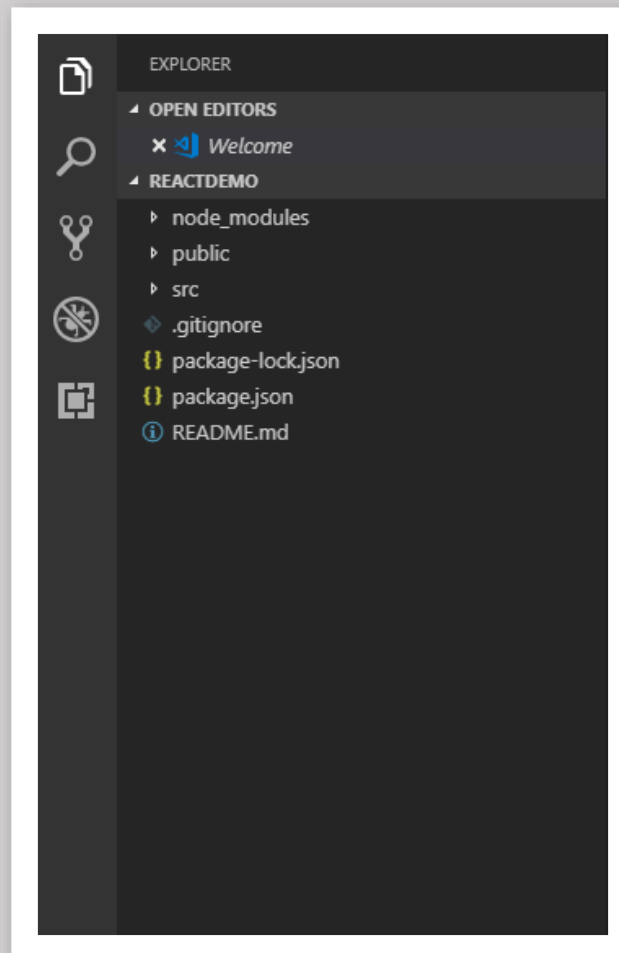 EXPLORER
OPEN EDITORS
Welcome
REACTDEMO
node_modules
public
src
.gitignore
package-lock.json
package.json
README.md